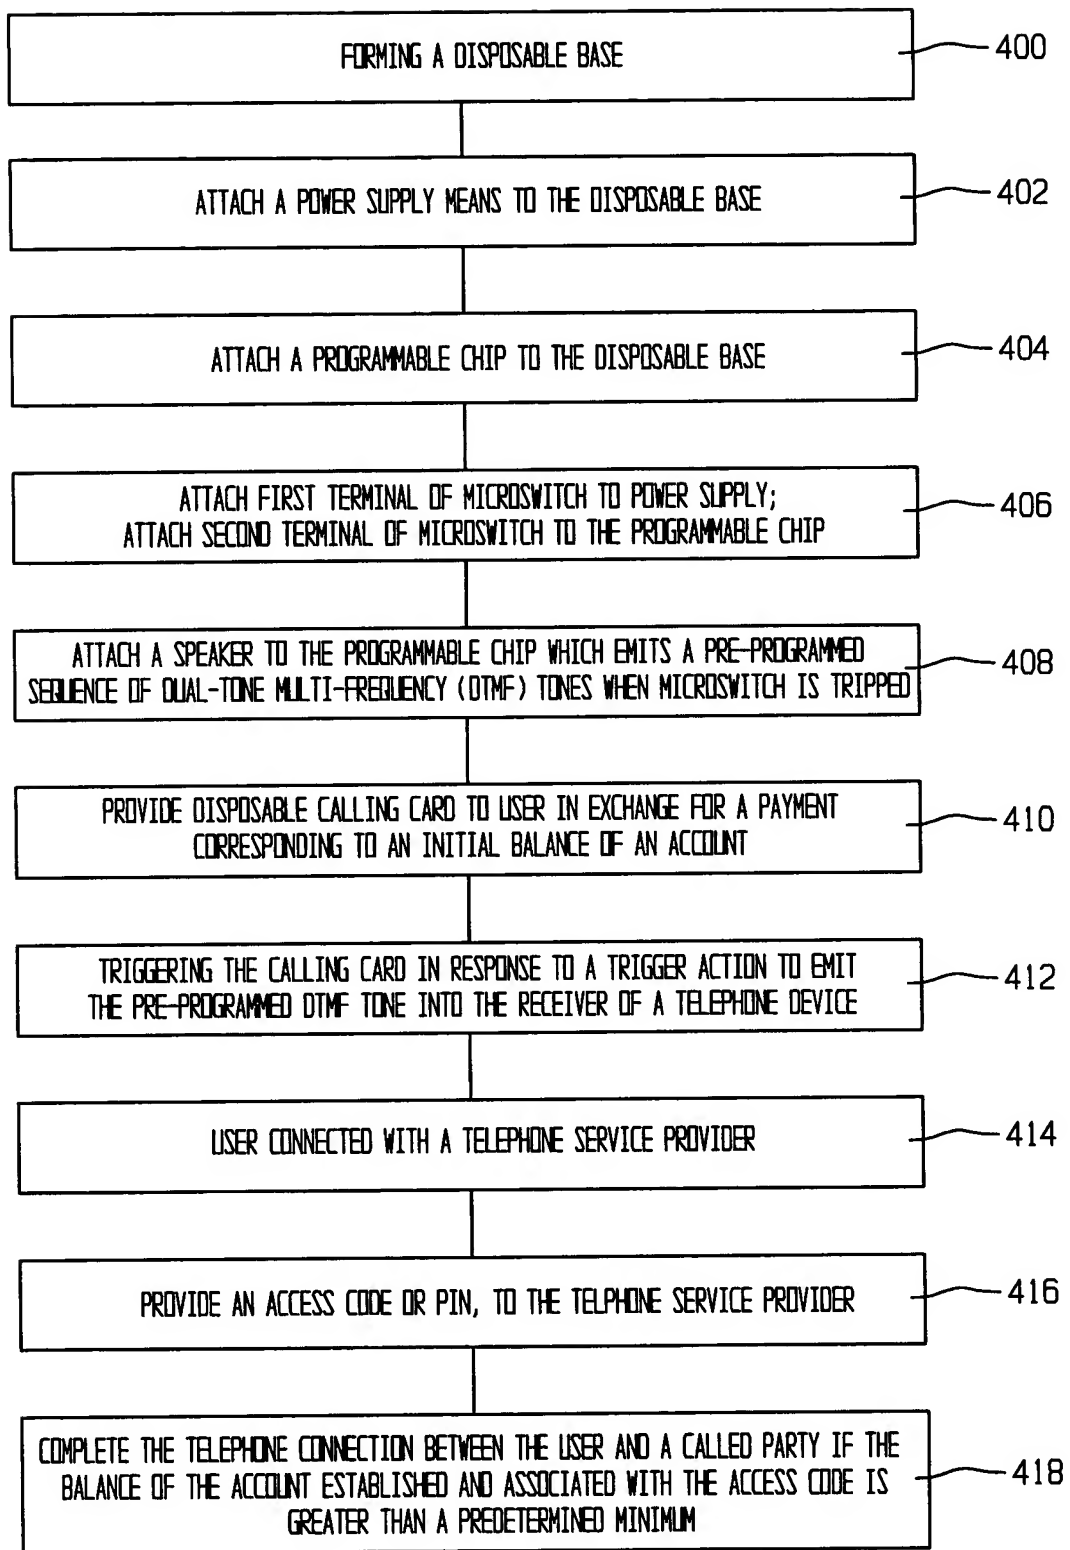 FORMING A DISPOSABLE BASE
400
ATTACH A POWER SUPPLY MEANS TO THE DISPOSABLE BASE
402
ATTACH A PROGRAMMABLE CHIP TO THE DISPOSABLE BASE
404
ATTACH FIRST TERMINAL OF MICROSWITCH TO POWER SUPPLY;
ATTACH SECOND TERMINAL OF MICROSWITCH TO THE PROGRAMMABLE CHIP
406
ATTACH A SPEAKER TO THE PROGRAMMABLE CHIP WHICH EMITS A PRE-PROGRAMMED
SEQUENCE OF DUAL-TONE MULTI-FREQUENCY (DTMF) TONES WHEN MICROSWITCH IS TRIPPED
408
PROVIDE DISPOSABLE CALLING CARD TO USER IN EXCHANGE FOR A PAYMENT
CORRESPONDING TO AN INITIAL BALANCE OF AN ACCOUNT
410
TRIGGERING THE CALLING CARD IN RESPONSE TO A TRIGGER ACTION TO EMIT
THE PRE-PROGRAMMED DTMF TONE INTO THE RECEIVER OF A TELEPHONE DEVICE
412
USER CONNECTED WITH A TELEPHONE SERVICE PROVIDER
414
PROVIDE AN ACCESS CODE OR PIN, TO THE TELPHONE SERVICE PROVIDER
416
COMPLETE THE TELEPHONE CONNECTION BETWEEN THE USER AND A CALLED PARTY IF THE
BALANCE OF THE ACCOUNT ESTABLISHED AND ASSOCIATED WITH THE ACCESS CODE IS
GREATER THAN A PREDETERMINED MINIMUM
418